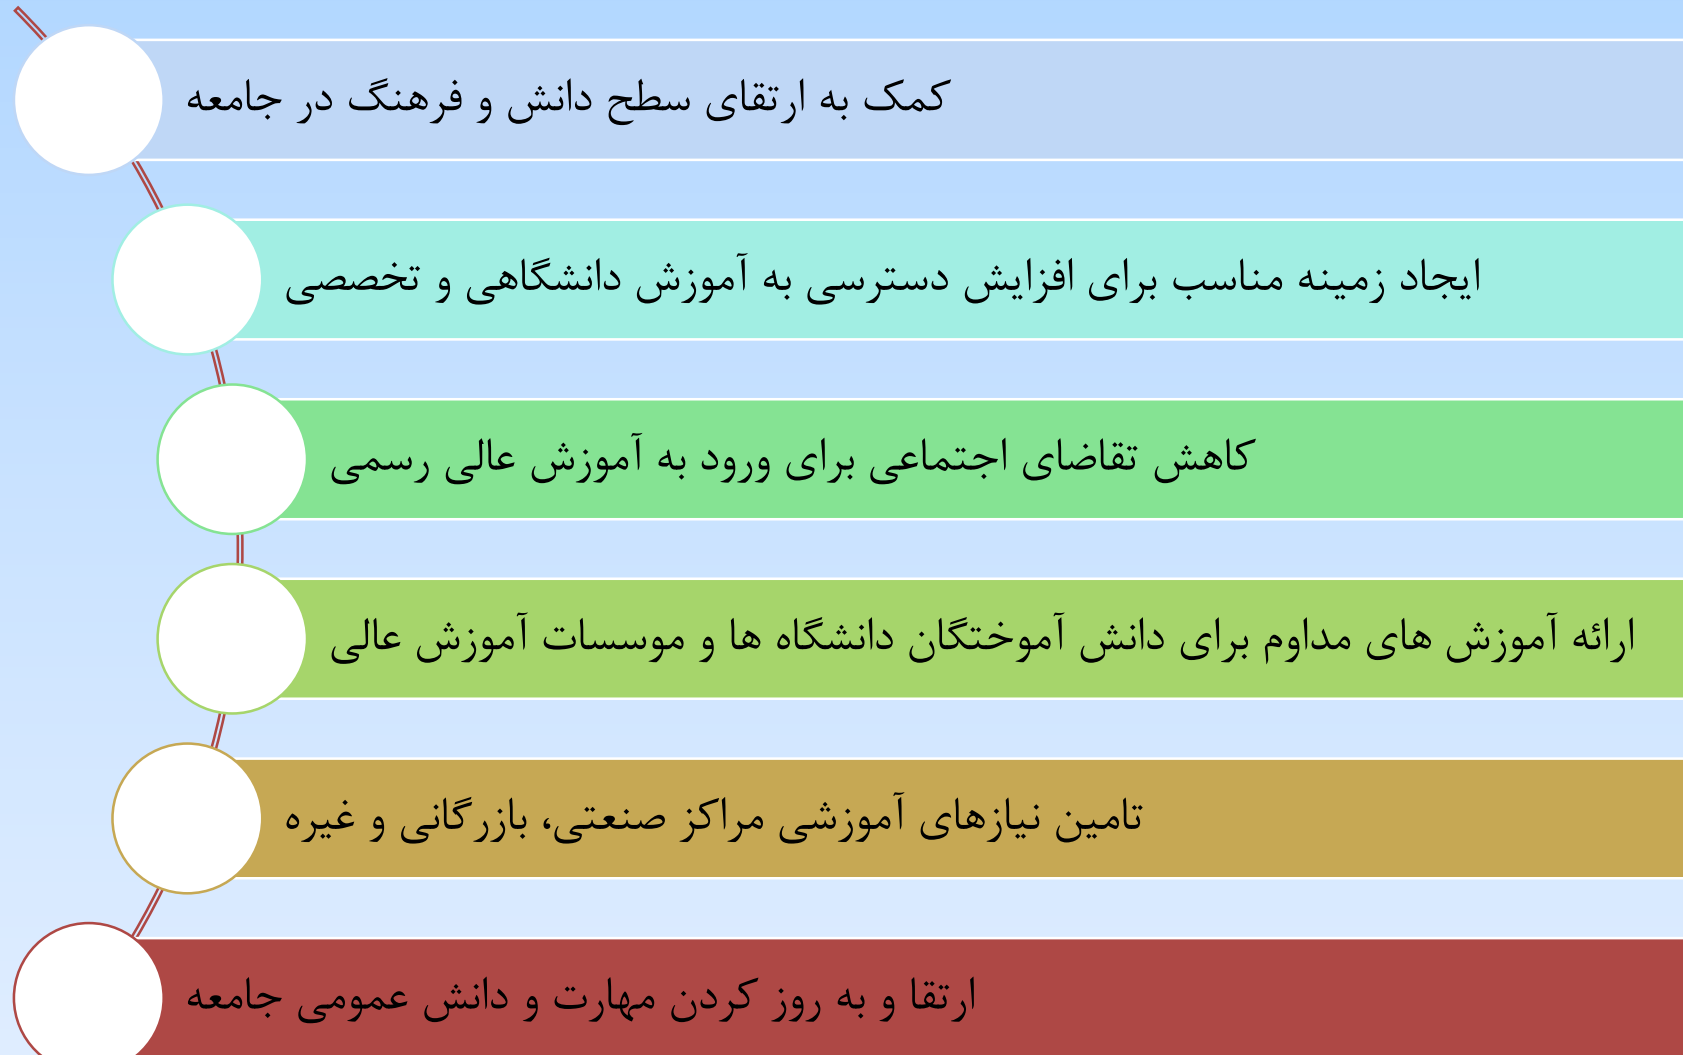 کمک به ارتقای سطح دانش و فرهنگ در جامعه
ایجاد زمینه مناسب برای افزایش دسترسی به آموزش دانشگاهی و تخصصی
کاهش تقاضای اجتماعی برای ورود به آموزش عالی رسمی
ارائه آموزش های مداوم برای دانش آموختگان دانشگاه ها و موسسات آموزش عالی
تامین نیازهای آموزشی مراکز صنعتی، بازرگانی و غیره
ارتقا و به روز کردن مهارت و دانش عمومی جامعه